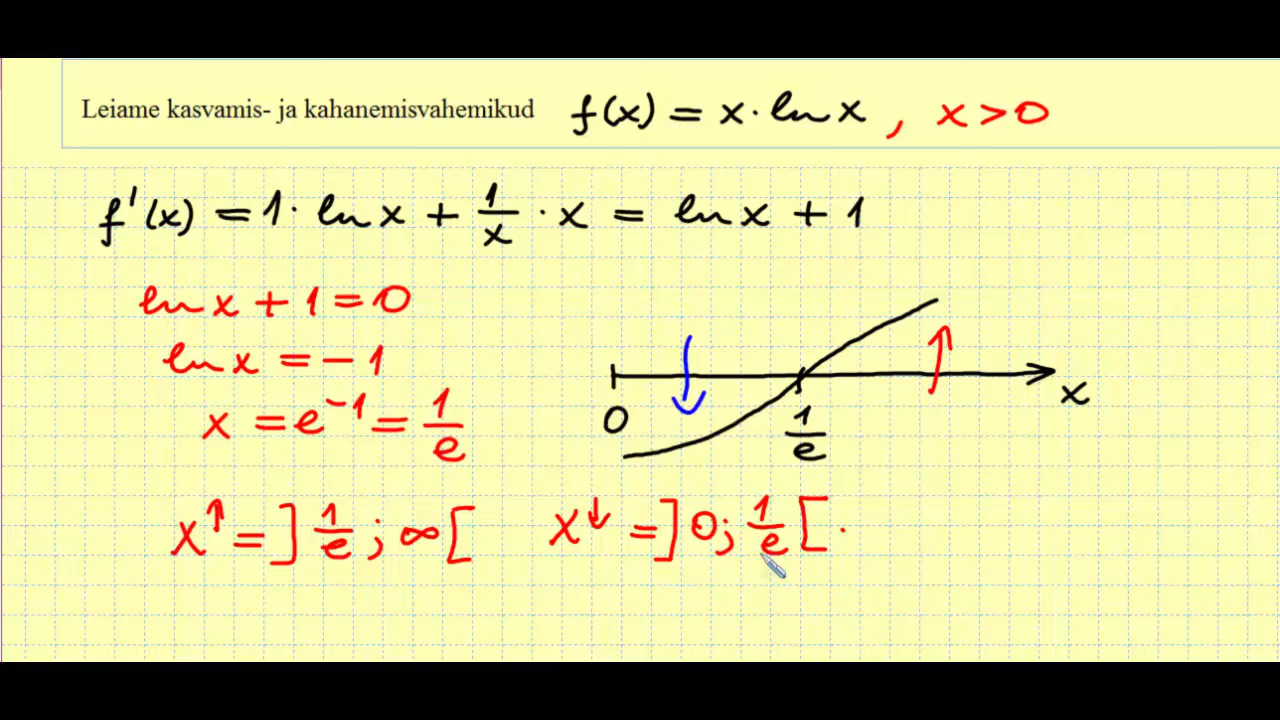 Leiame kasvamis- ja kahanemisvahemikud f(x) = x · ln x , x > 0
f'(x) = 1 · ln x + 1/x · x = ln x + 1
ln x + 1 = 0
ln x = - 1
x = e⁻¹ = 1/e
0 1/e x
X↑ = ] 1/e ; ∞ [ X↓ = ] 0; 1/e [ .